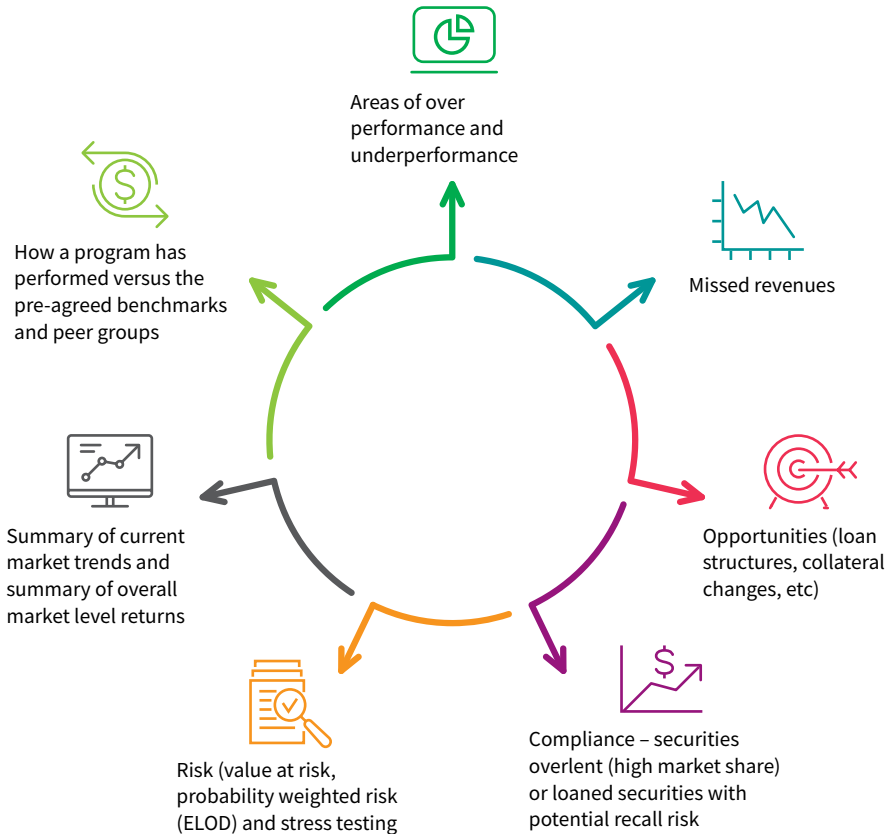 Areas of over
performance and
underperformance
Missed revenues
Opportunities (loan
structures, collateral
changes, etc)
Compliance – securities
overlent (high market share)
or loaned securities with
potential recall risk
Risk (value at risk,
probability weighted risk
(ELOD) and stress testing
Summary of current
market trends and
summary of overall
market level returns
How a program has
performed versus the
pre-agreed benchmarks
and peer groups